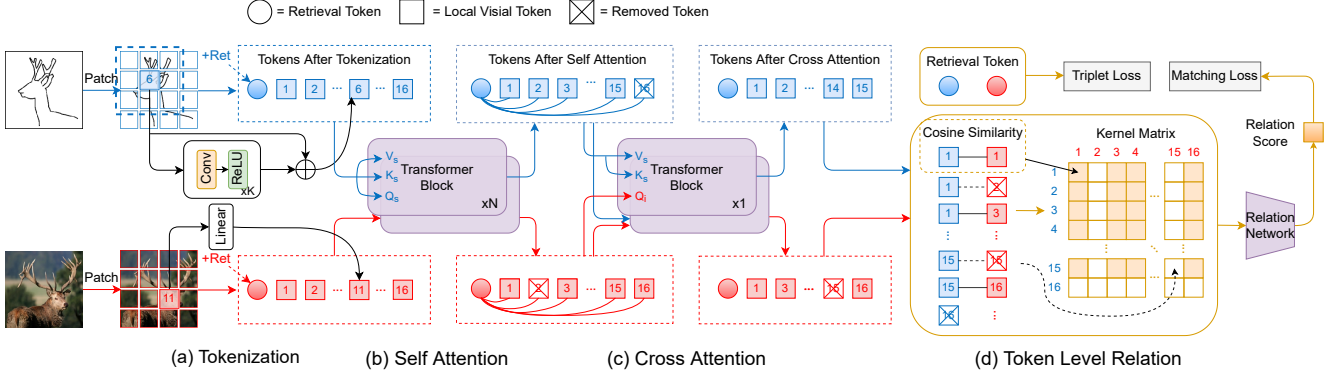 = Retrieval Token
= Local Visial Token
= Removed Token
Patch
6
+Ret
Tokens After Tokenization
1 2 ... 6 ... 16
Conv
ReLU
xK
Linear
Patch
11
+Ret
1 2 ... 11 ... 16
(a) Tokenization
Vs
Ks
Qs
Transformer
Block
xN
(b) Self Attention
Tokens After Self Attention
1 2 3 ... 15 16
1 2 3 ... 15 16
Vs
Ks
Qi
Transformer
Block
x1
(c) Cross Attention
Tokens After Cross Attention
1 2 ... 14 15
1 3 ... 15 16
Retrieval Token
Triplet Loss
Matching Loss
Relation
Score
Relation
Network
Cosine Similarity
1 1
1 2
1 3
...
15 15
15 16
16 ...
Kernel Matrix
1 2 3 4 15 16
1
2
3
4
...
15
16
(d) Token Level Relation